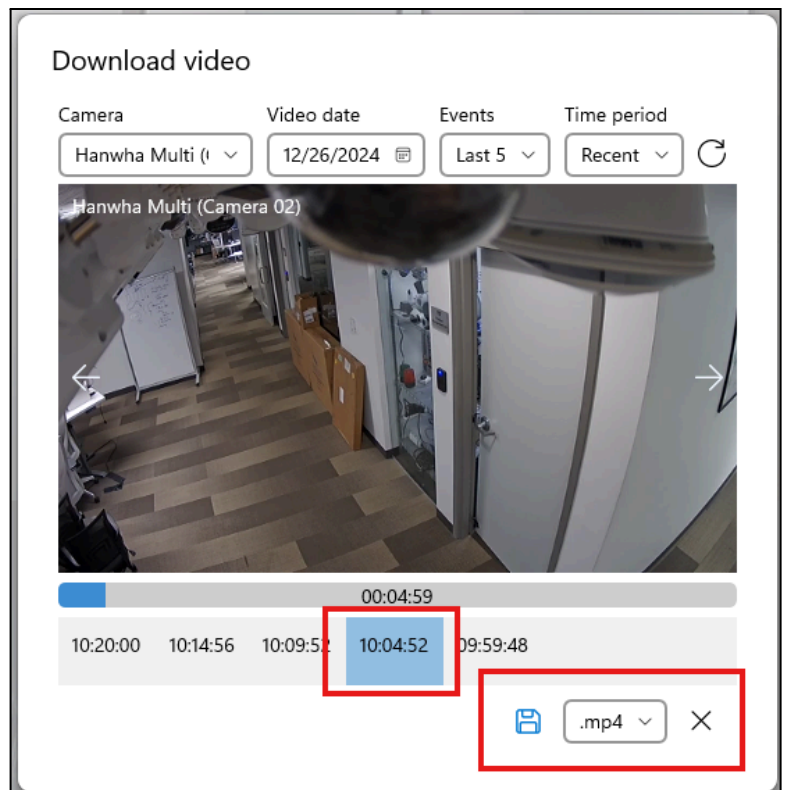 Download video
Camera Video date Events Time period
Hanwha Multi (( 12/26/2024 Last 5 Recent
Hanwha Multi (Camera 02)
00:04:59
10:20:00 10:14:56 10:09:52 10:04:52 09:59:48
.mp4